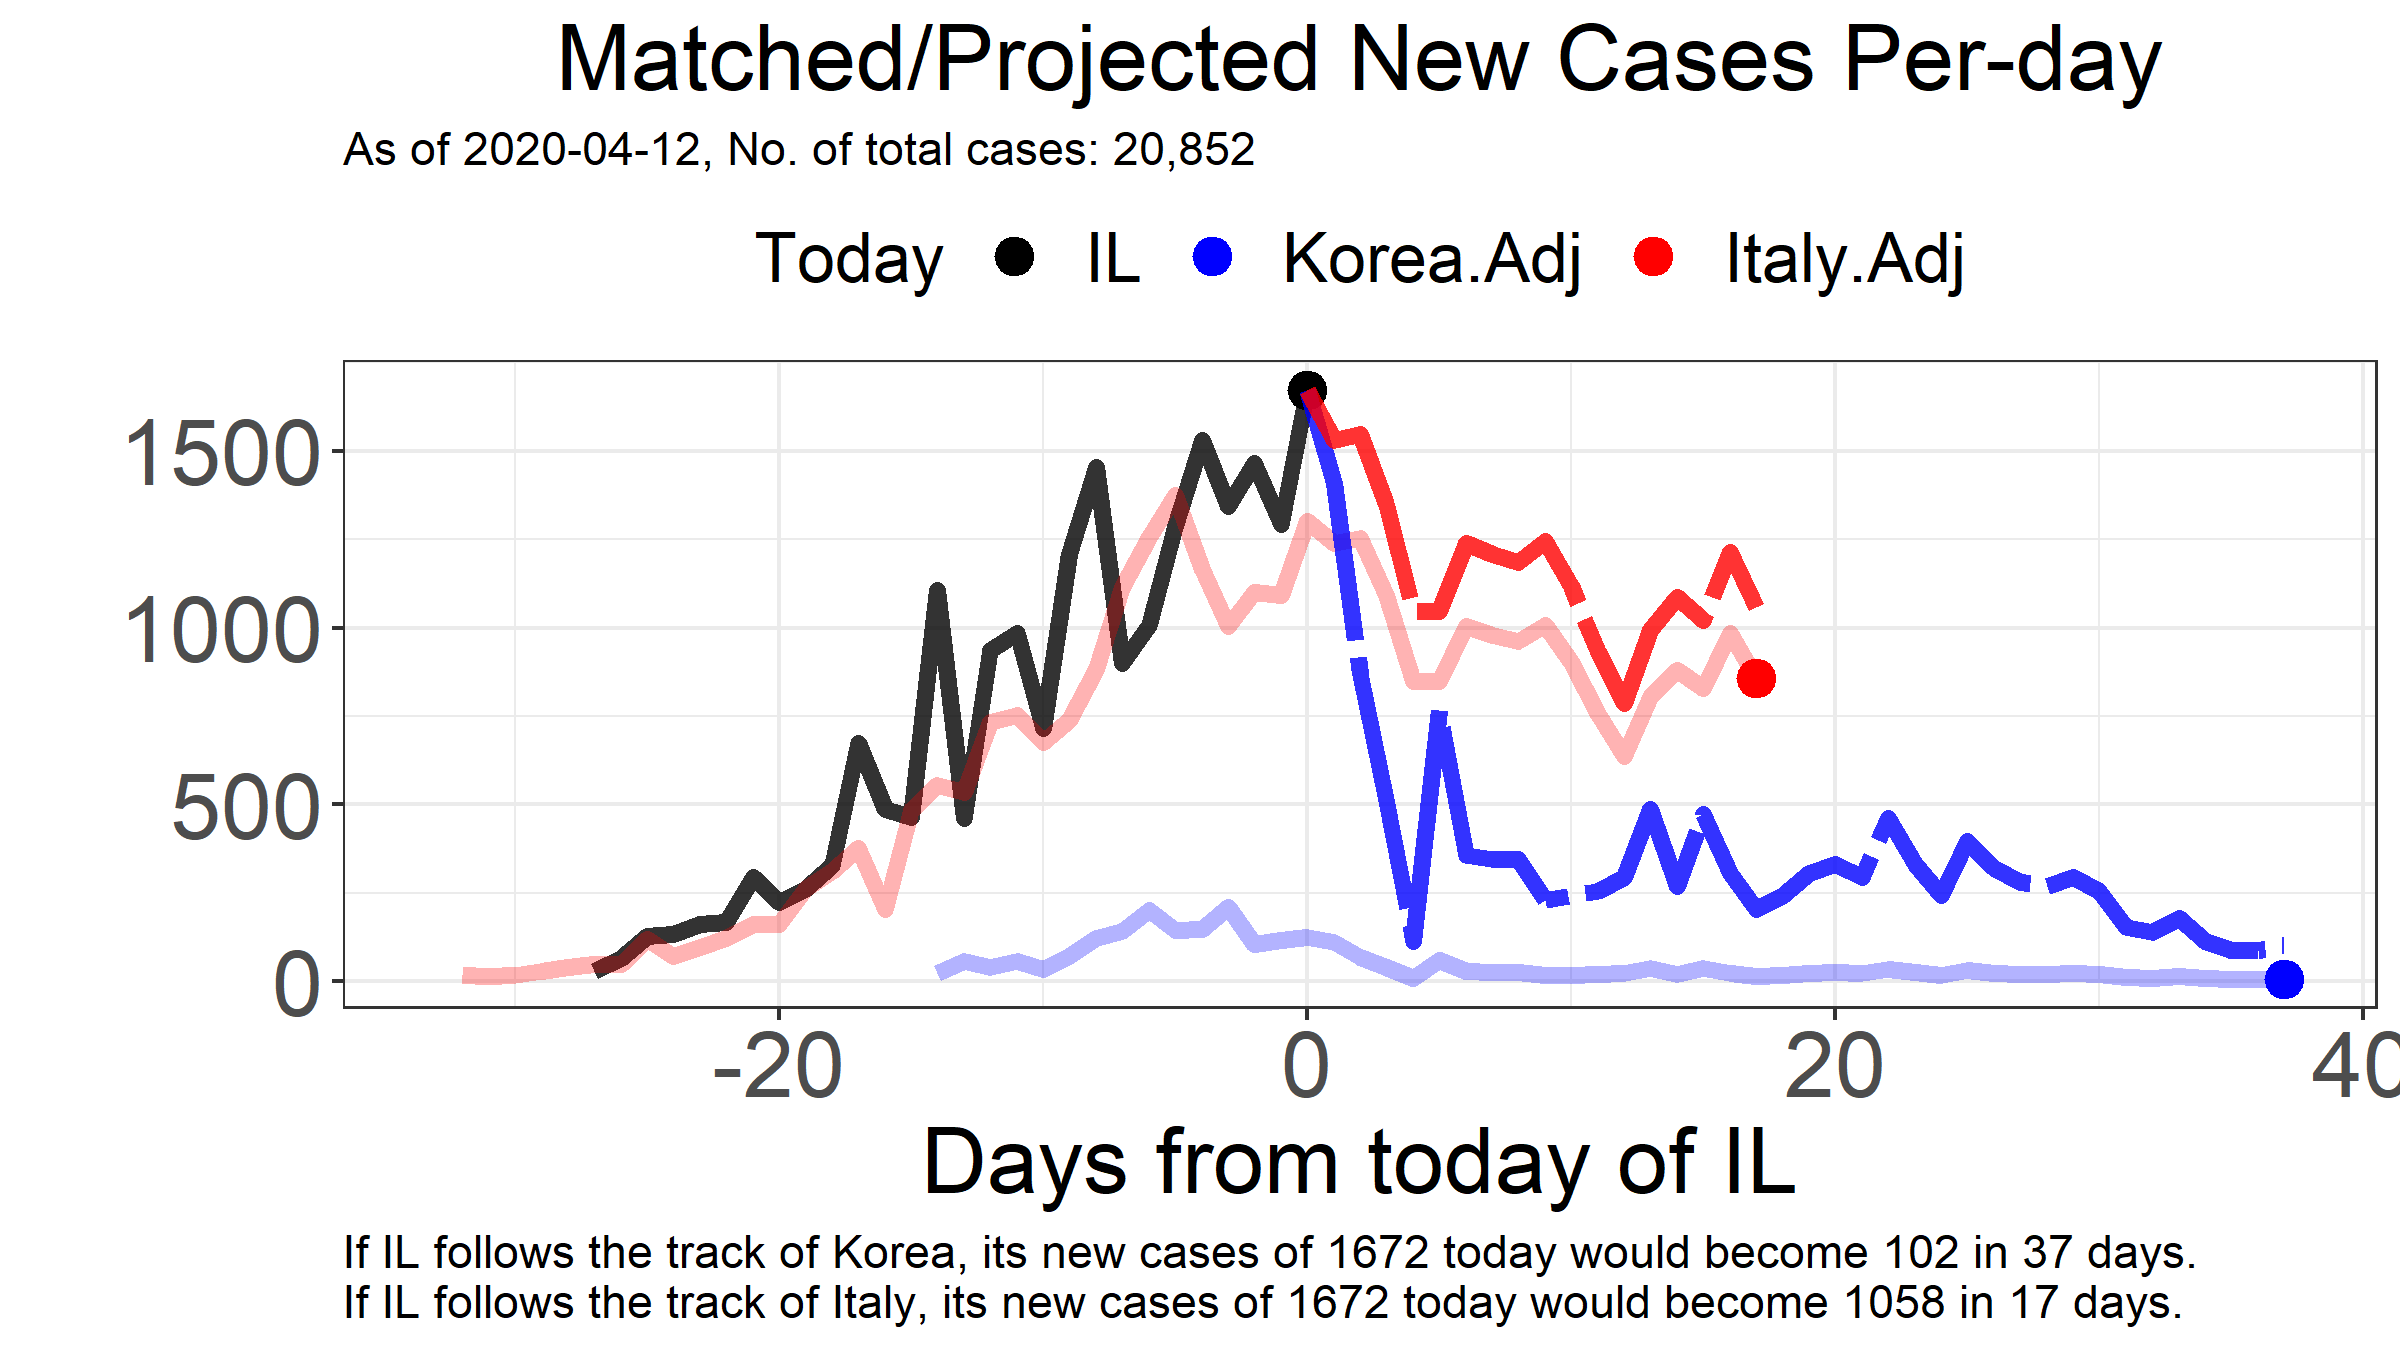 Matched/Projected New Cases Per-day
As of 2020-04-12, No. of total cases: 20,852
Today IL Korea.Adj Italy.Adj
1500
1000
500
0
-20 0 20 40
Days from today of IL
If IL follows the track of Korea, its new cases of 1672 today would become 102 in 37 days.
If IL follows the track of Italy, its new cases of 1672 today would become 1058 in 17 days.